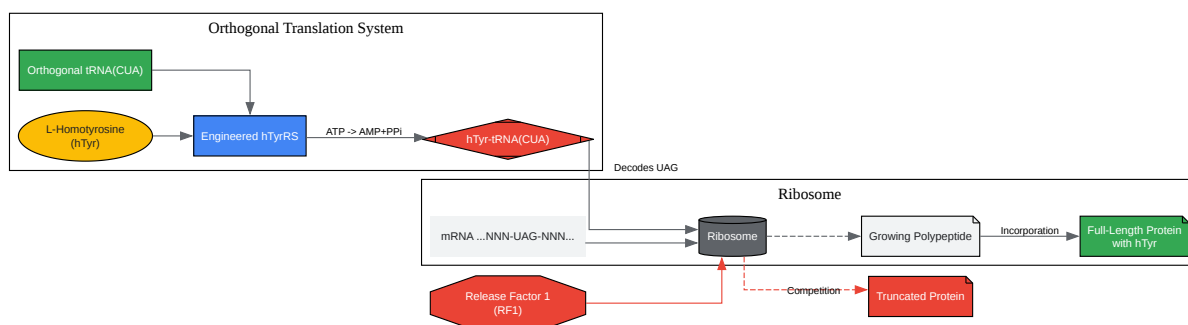 Orthogonal Translation System
Orthogonal tRNA(CUA)
L-Homotyrosine
(hTyr)
Engineered hTyrRS
ATP -> AMP+PPi
hTyr-tRNA(CUA)
Decodes UAG
Ribosome
mRNA ...NNN-UAG-NNN...
Ribosome
Growing Polypeptide
Incorporation
Full-Length Protein
with hTyr
Release Factor 1
(RF1)
Competition
Truncated Protein